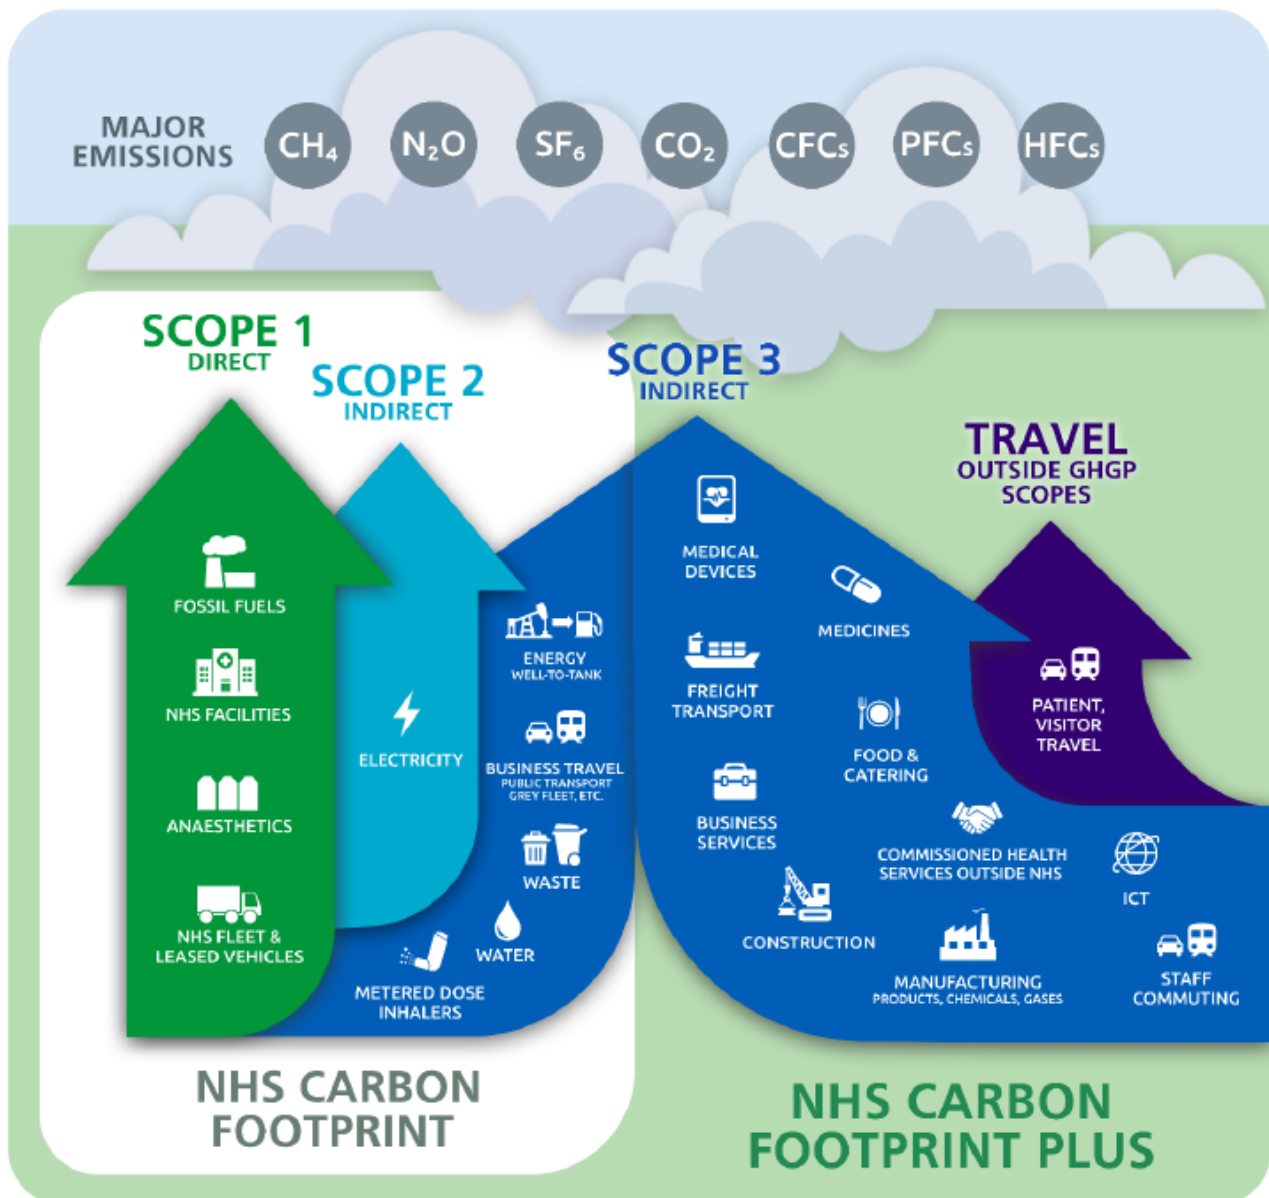 MAJOR
EMISSIONS
CH₄
N₂O
SF₆
CO₂
CFCs
PFCs
HFCs
SCOPE 1
DIRECT
SCOPE 2
INDIRECT
SCOPE 3
INDIRECT
TRAVEL
OUTSIDE GHGP
SCOPES
FOSSIL FUELS
NHS FACILITIES
ANAESTHETICS
NHS FLEET &
LEASED VEHICLES
ELECTRICITY
ENERGY
WELL-TO-TANK
BUSINESS TRAVEL
PUBLIC TRANSPORT
GREY FLEET, ETC.
WASTE
WATER
METERED DOSE
INHALERS
MEDICAL
DEVICES
MEDICINES
FREIGHT
TRANSPORT
FOOD &
CATERING
BUSINESS
SERVICES
COMMISSIONED HEALTH
SERVICES OUTSIDE NHS
CONSTRUCTION
MANUFACTURING
PRODUCTS, CHEMICALS, GASES
ICT
STAFF
COMMUTING
PATIENT,
VISITOR
TRAVEL
NHS CARBON
FOOTPRINT
NHS CARBON
FOOTPRINT PLUS